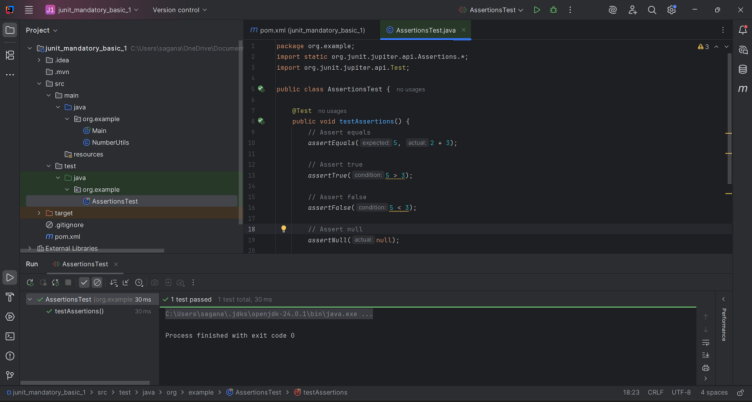 J1 junit_mandatory_basic_1 Version control AssertionsTest
Project
junit_mandatory_basic_1 C:\Users\sagana\OneDrive\Documen
.idea
.mvn
src
main
java
org.example
Main
NumberUtils
resources
test
java
org.example
AssertionsTest
target
.gitignore
pom.xml
External Libraries
pom.xml (junit_mandatory_basic_1) AssertionsTest.java
3
1 package org.example;
2 import static org.junit.jupiter.api.Assertions.*;
3 import org.junit.jupiter.api.Test;
4
5 public class AssertionsTest { no usages
6
7 @Test no usages
8 public void testAssertions() {
9 // Assert equals
10 assertEquals( expected: 5, actual: 2 + 3);
11
12 // Assert true
13 assertTrue( condition: 5 > 3);
14
15 // Assert false
16 assertFalse( condition: 5 < 3);
17
18 // Assert null
19 assertNull( actual: null);
20
Run AssertionsTest
AssertionsTest (org.example 30 ms
testAssertions() 30 ms
1 test passed 1 test total, 30 ms
C:\Users\sagana\.jdks\openjdk-24.0.1\bin\java.exe ...
Process finished with exit code 0
Performance
junit_mandatory_basic_1 > src > test > java > org > example > AssertionsTest > testAssertions 18:23 CRLF UTF-8 4 spaces